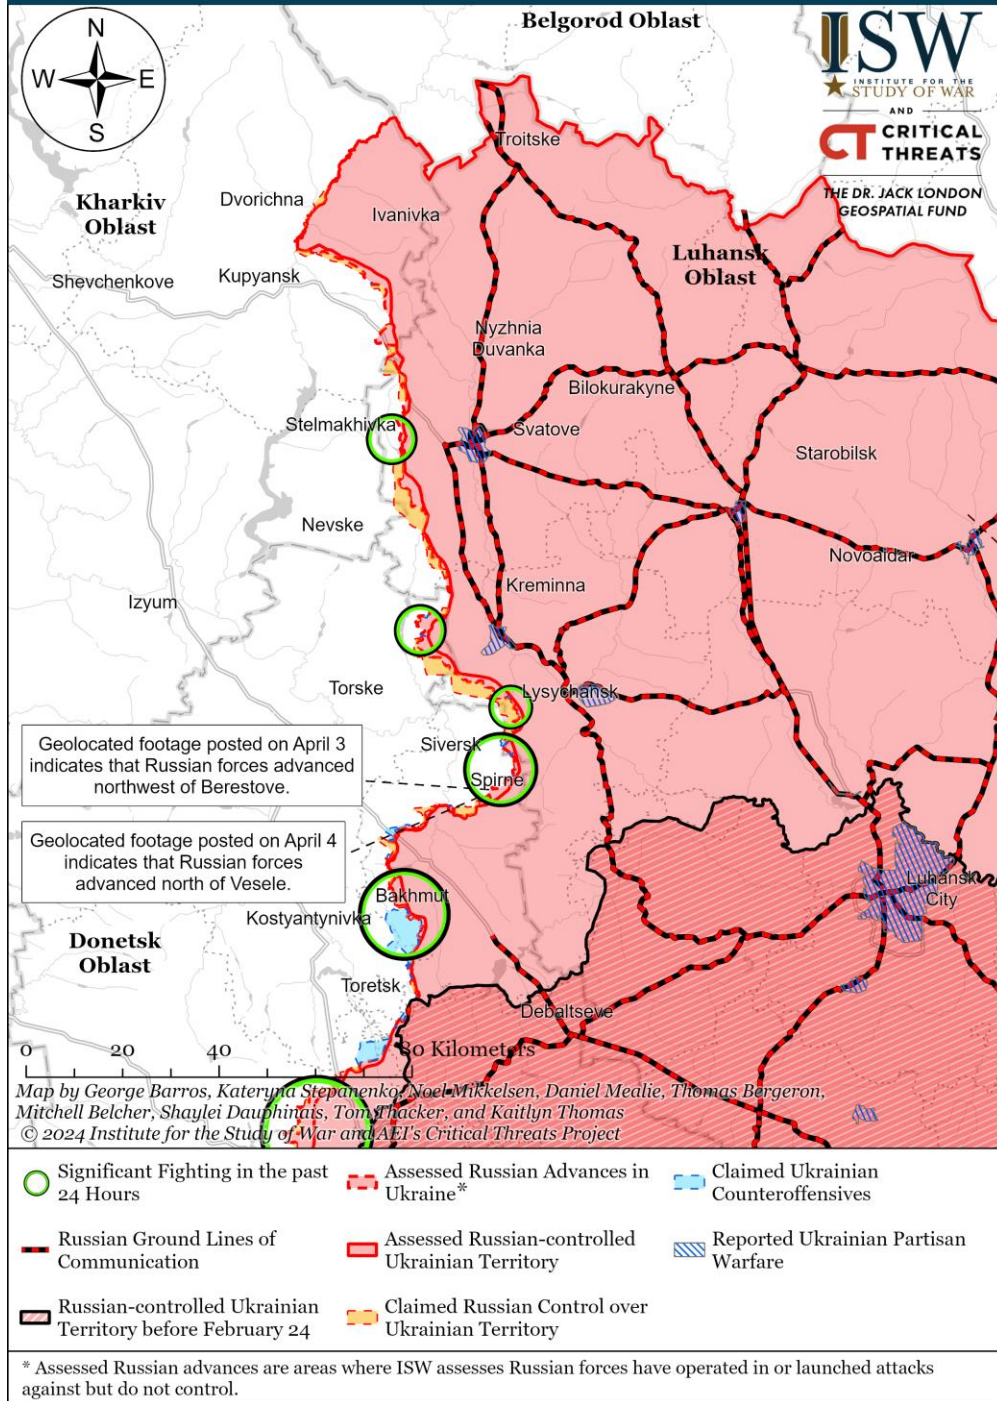 Belgorod Oblast
N
W
E
S
ISW
INSTITUTE FOR THE
STUDY OF WAR
AND
CT CRITICAL
THREATS
THE DR. JACK LONDON
GEOSPATIAL FUND
Troitske
Dvorichna
Kharkiv
Oblast
Ivanivka
Luhansk
Oblast
Shevchenkove
Kupyansk
Nyzhnia
Duvanka
Bilokurakyne
Stelmakhivka
Svatove
Starobilsk
Nevske
Novoaidar
Kreminna
Izyum
Torske
Lysychansk
Geolocated footage posted on April 3
indicates that Russian forces advanced
northwest of Berestove.
Siversk
Spirne
Geolocated footage posted on April 4
indicates that Russian forces
advanced north of Vesele.
Bakhmut
Luhansk
City
Kostyantynivka
Donetsk
Oblast
Toretsk
Debaltseve
0 20 40 80 Kilometers
Map by George Barros, Kateryna Stepanenko, Noel Mikkelsen, Daniel Mealie, Thomas Bergeron,
Mitchell Belcher, Shaylei Dauphinais, Tom Thacker, and Kaitlyn Thomas
© 2024 Institute for the Study of War and AEI's Critical Threats Project
Significant Fighting in the past
24 Hours
Assessed Russian Advances in
Ukraine*
Claimed Ukrainian
Counteroffensives
Russian Ground Lines of
Communication
Assessed Russian-controlled
Ukrainian Territory
Reported Ukrainian Partisan
Warfare
Russian-controlled Ukrainian
Territory before February 24
Claimed Russian Control over
Ukrainian Territory
* Assessed Russian advances are areas where ISW assesses Russian forces have operated in or launched attacks
against but do not control.